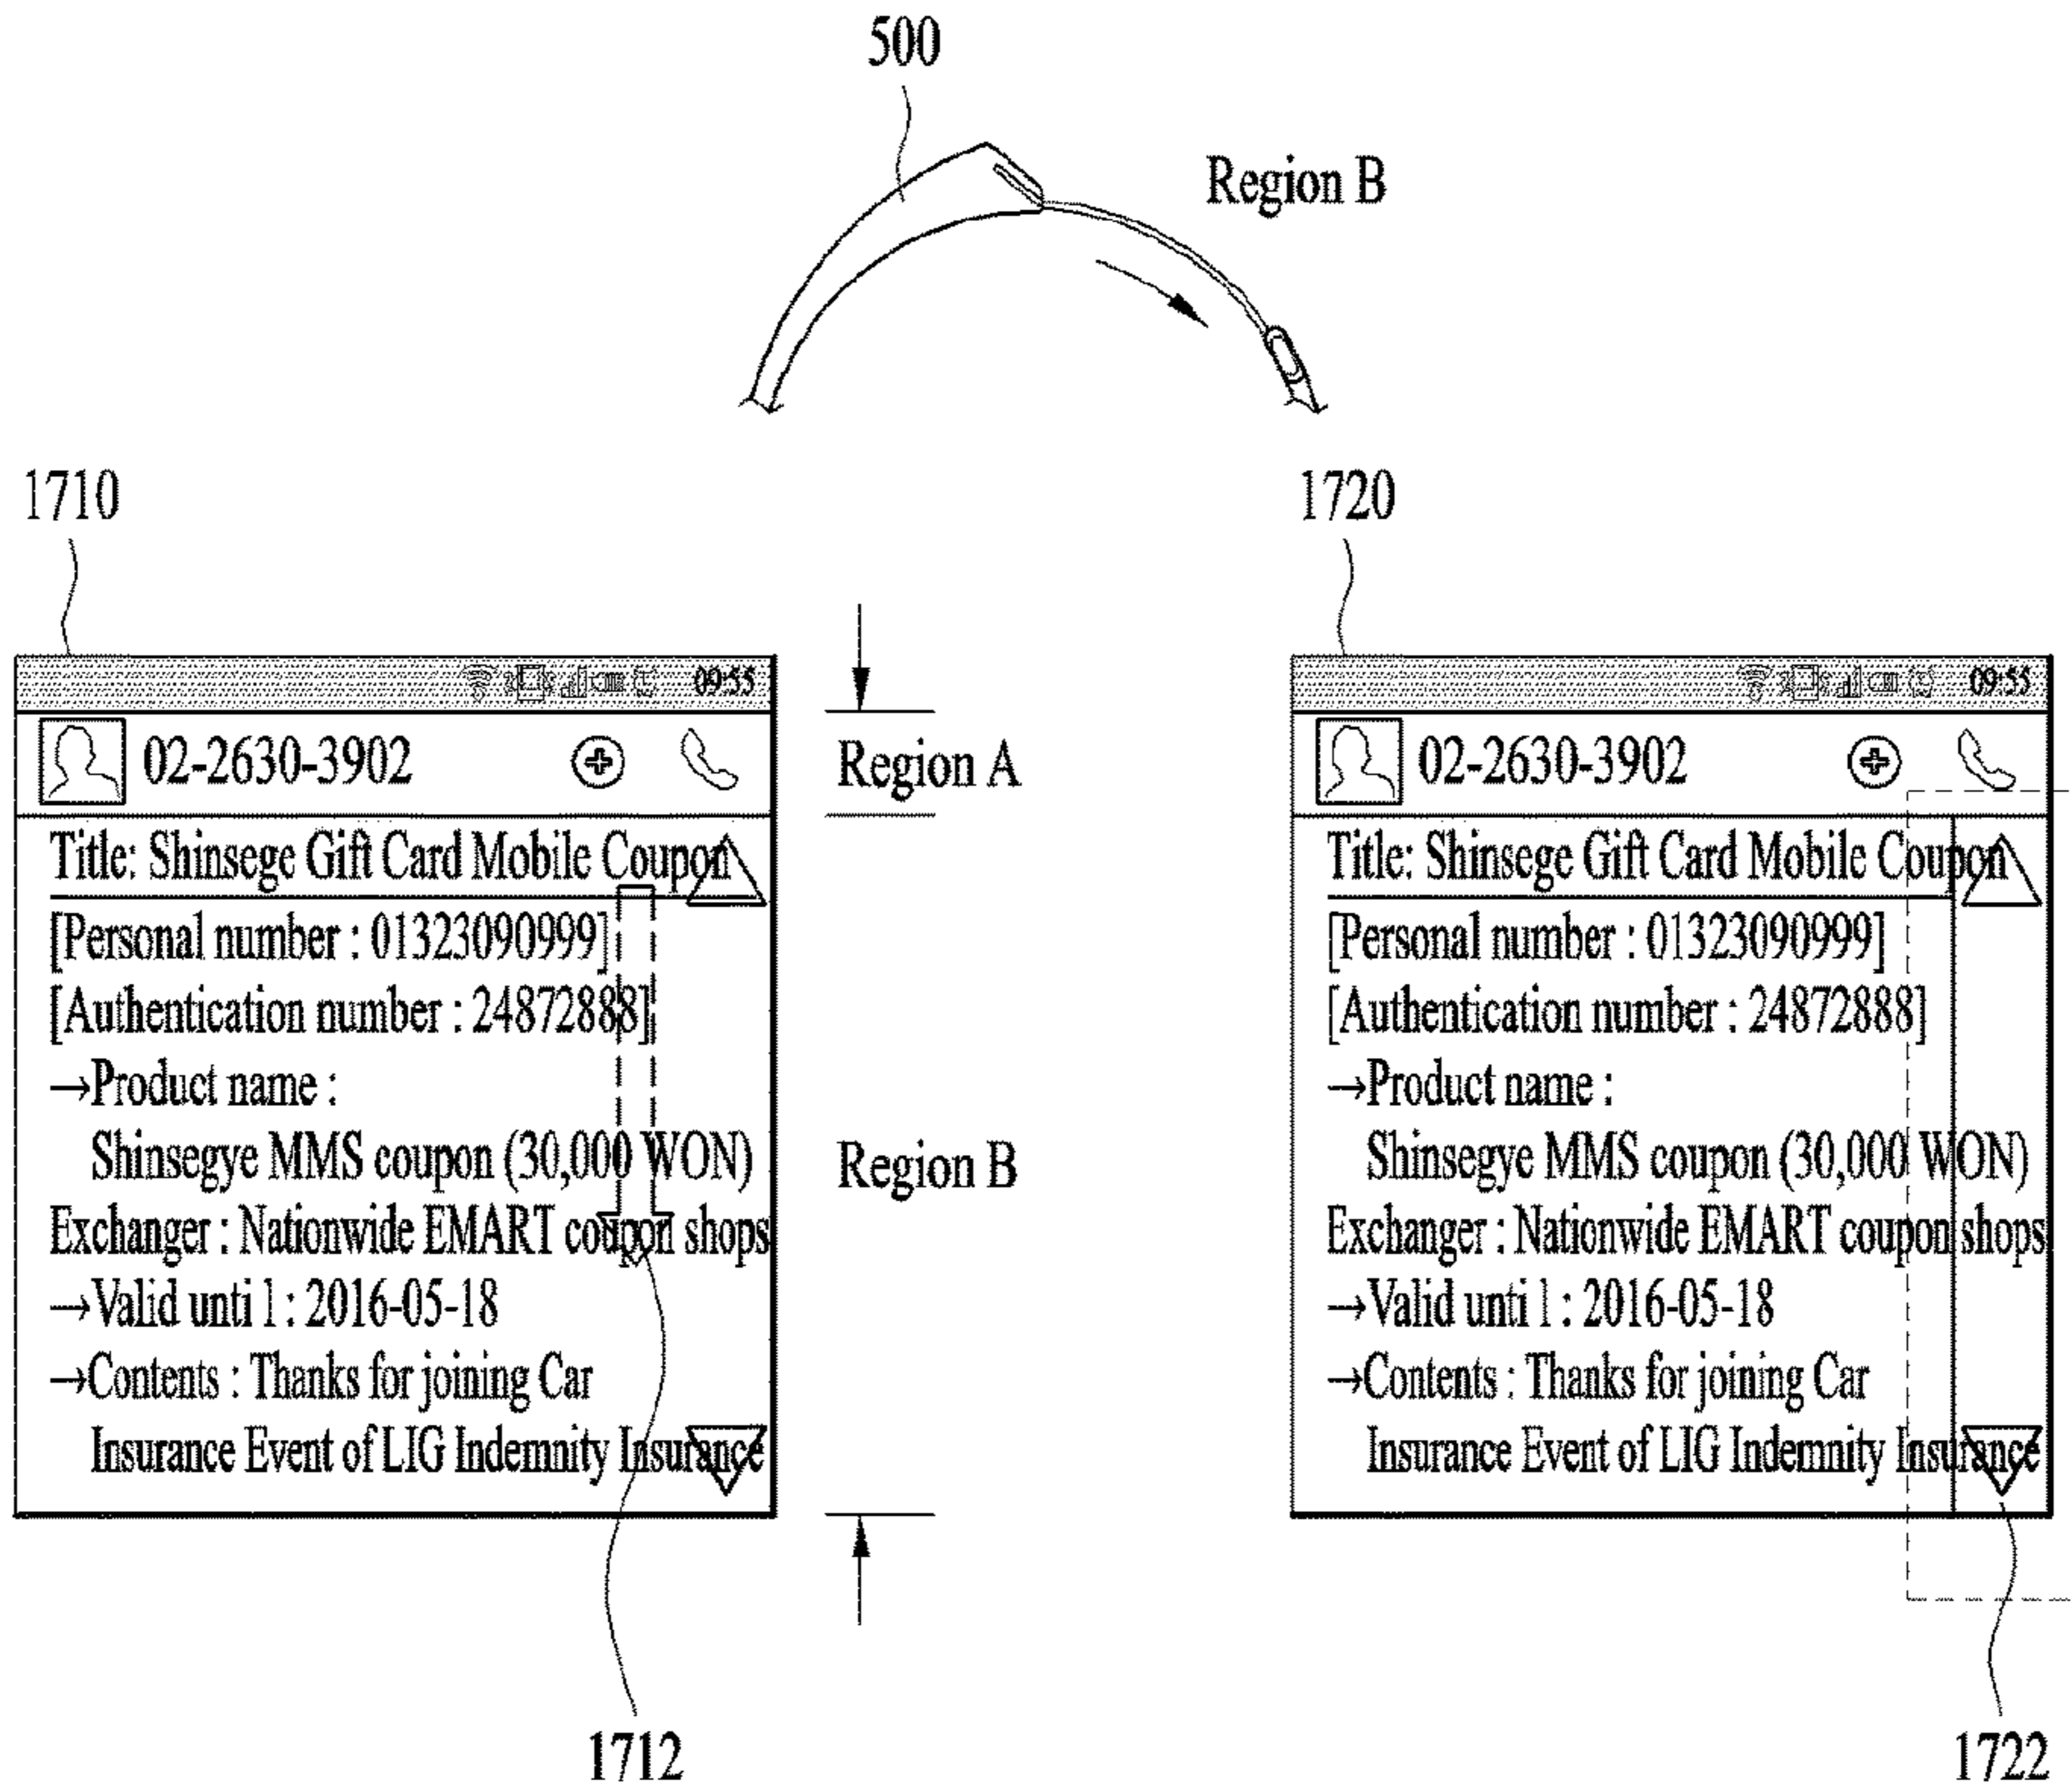 500
Region B
1710
1720
09:55
02-2630-3902
Title: Shinsege Gift Card Mobile Coupon
[Personal number : 01323090999]
[Authentication number : 24872888]
→Product name :
Shinsegye MMS coupon (30,000 WON)
Exchanger : Nationwide EMART coupon shops
→Valid until : 2016-05-18
→Contents : Thanks for joining Car
Insurance Event of LIG Indemnity Insurance
Region A
Region B
09:55
02-2630-3902
Title: Shinsege Gift Card Mobile Coupon
[Personal number : 01323090999]
[Authentication number : 24872888]
→Product name :
Shinsegye MMS coupon (30,000 WON)
Exchanger : Nationwide EMART coupon shops
→Valid until : 2016-05-18
→Contents : Thanks for joining Car
Insurance Event of LIG Indemnity Insurance
1712
1722